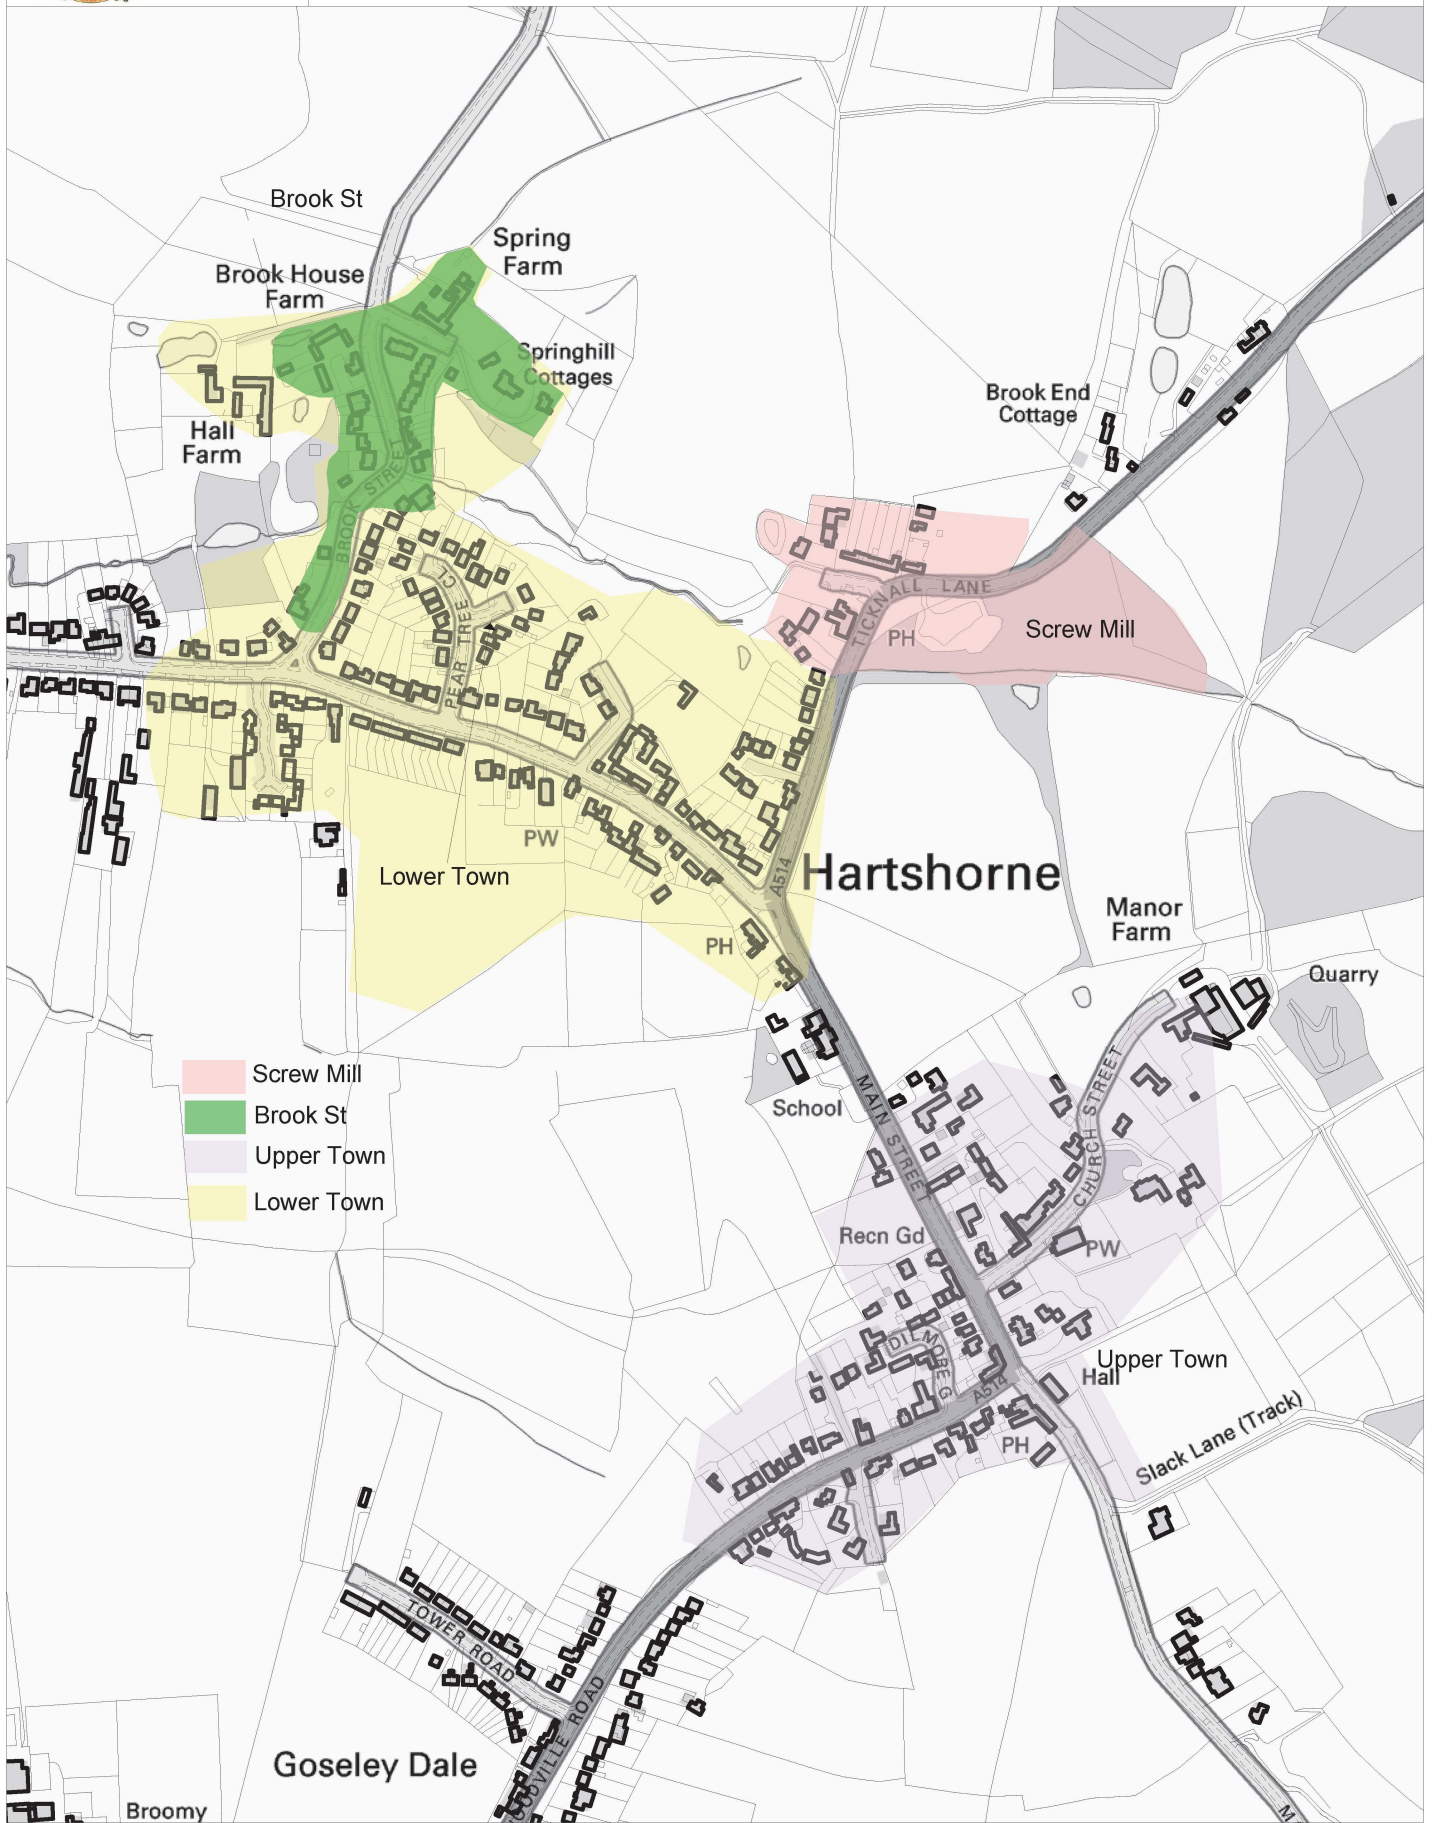 Brook St
Spring
Farm
Brook House
Farm
Springhill
Cottages
Brook End
Cottage
Hall
Farm
BROOK STREET
PEAR TREE CL
TICKNALL LANE
PH
Screw Mill
PW
Lower Town
A514
Hartshorne
PH
Manor
Farm
Quarry
Screw Mill
Brook St
Upper Town
Lower Town
School
MAIN STREET
CHURCH STREET
Recn Gd
PW
DILMORE G
Upper Town
Hall
A514
PH
Slack Lane (Track)
TOWER ROAD
Goseley Dale
Broomy